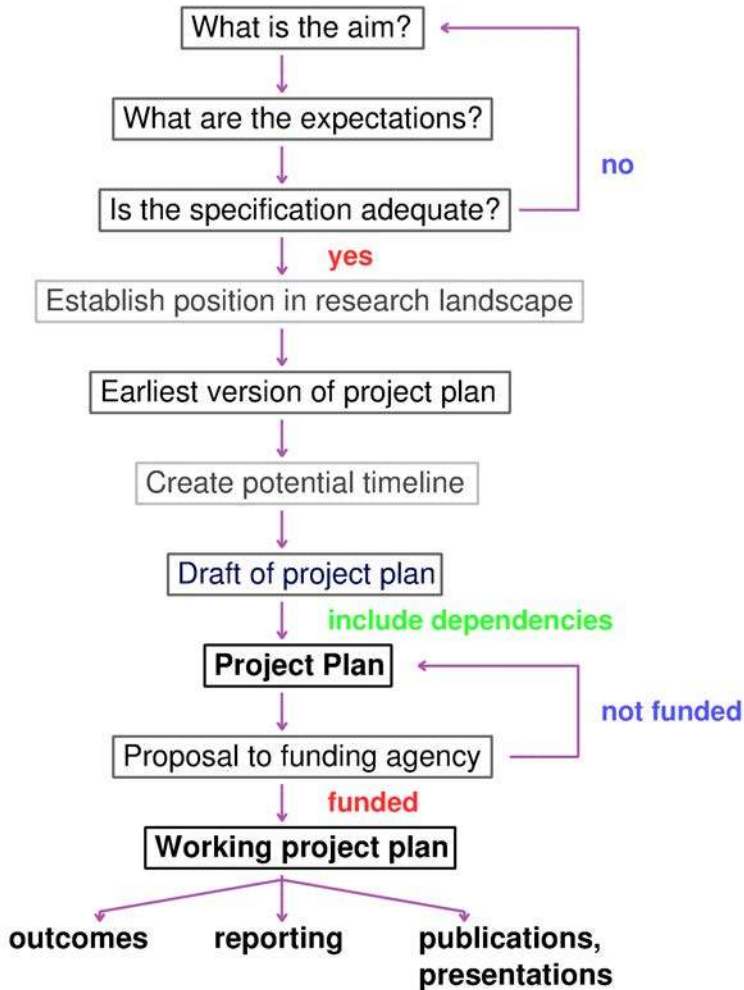 What is the aim?
What are the expectations?
no
Is the specification adequate?
yes
Establish position in research landscape
Earliest version of project plan
Create potential timeline
Draft of project plan
include dependencies
Project Plan
not funded
Proposal to funding agency
funded
Working project plan
outcomes
reporting
publications,
presentations